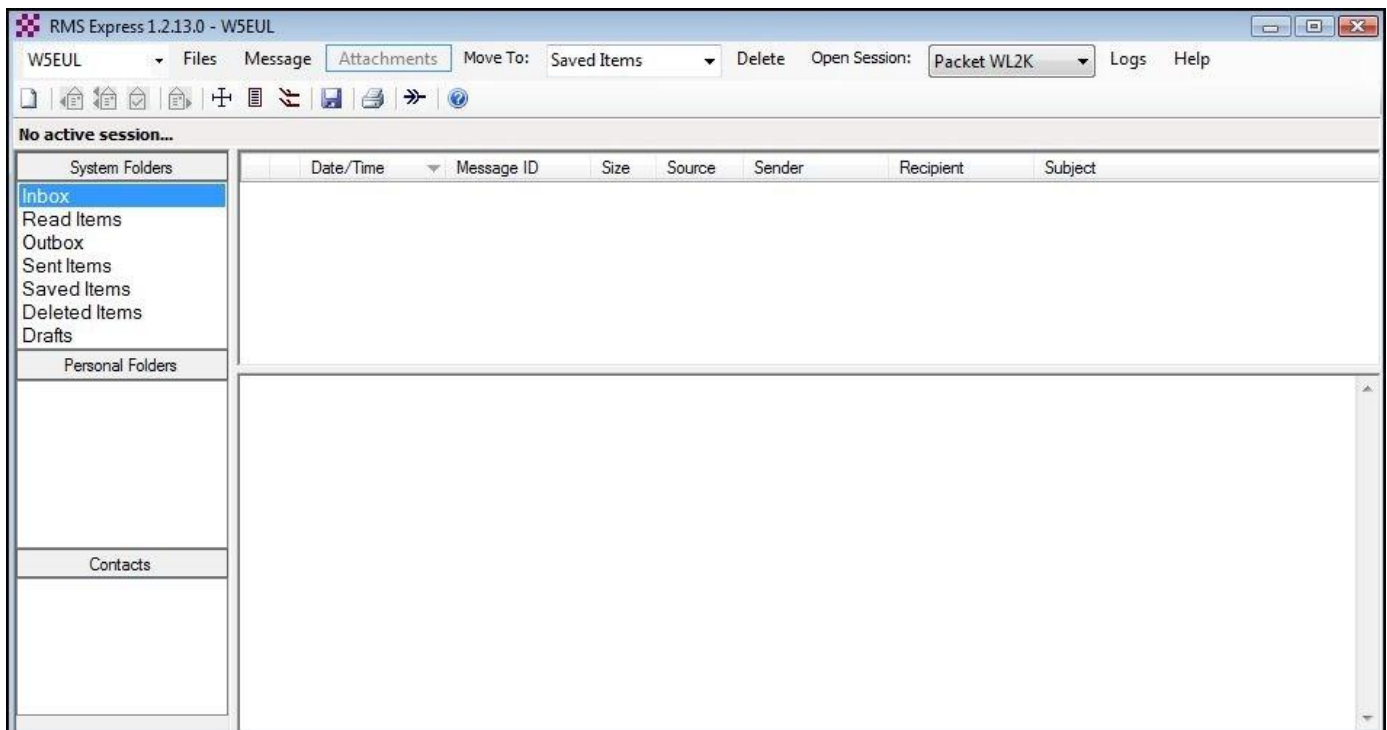 RMS Express 1.2.13.0 - W5EUL
W5EUL Files Message Attachments Move To: Saved Items Delete Open Session: Packet WL2K Logs Help
No active session...
System Folders Date/Time Message ID Size Source Sender Recipient Subject
Inbox
Read Items
Outbox
Sent Items
Saved Items
Deleted Items
Drafts
Personal Folders
Contacts